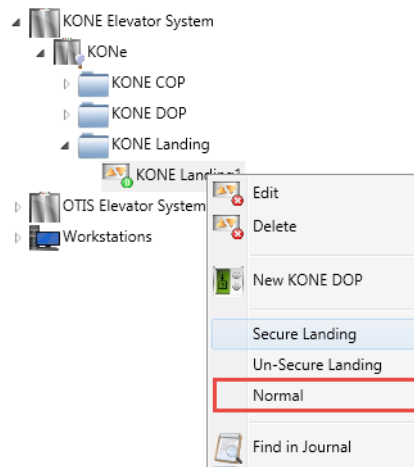 KONE Elevator System
KONe
KONE COP
KONE DOP
KONE Landing
KONE Landing1
Edit
OTIS Elevator System
Delete
Workstations
New KONE DOP
Secure Landing
Un-Secure Landing
Normal
Find in Journal